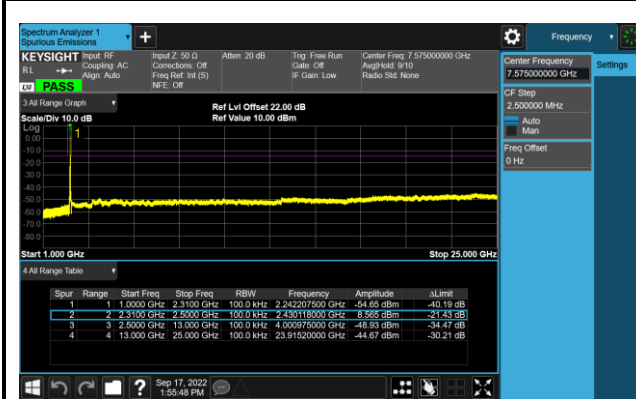 Spectrum Analyzer 1
Spurious Emissions
Frequency
KEYSIGHT Input: RF Input Z: 50 Ω Atten: 20 dB Trig: Free Run Center Freq: 7.575000000 GHz
RL Coupling: AC Corrections: Off Gate: Off Avg|Hold: 9/10
Align: Auto Freq Ref: Int (S) IF Gain: Low Radio Std: None
NFE: Off
LXI PASS
Center Frequency
7.575000000 GHz
Settings
CF Step
2.500000 MHz
Auto
Man
Freq Offset
0 Hz
3 All Range Graph
Ref Lvl Offset 22.00 dB
Scale/Div 10.0 dB Ref Value 10.00 dBm
Log
1
0.00
-10.0
-20.0
-30.0
-40.0
-50.0
-60.0
-70.0
-80.0
Start 1.000 GHz Stop 25.000 GHz
4 All Range Table
Spur Range Start Freq Stop Freq RBW Frequency Amplitude ΔLimit
1 1 1.0000 GHz 2.3100 GHz 100.0 kHz 2.242207500 GHz -54.65 dBm -40.19 dB
2 2 2.3100 GHz 2.5000 GHz 100.0 kHz 2.430118000 GHz 8.565 dBm -21.43 dB
3 3 2.5000 GHz 13.000 GHz 100.0 kHz 4.000975000 GHz -48.93 dBm -34.47 dB
4 4 13.000 GHz 25.000 GHz 100.0 kHz 23.91520000 GHz -44.67 dBm -30.21 dB
? Sep 17, 2022
1:55:48 PM